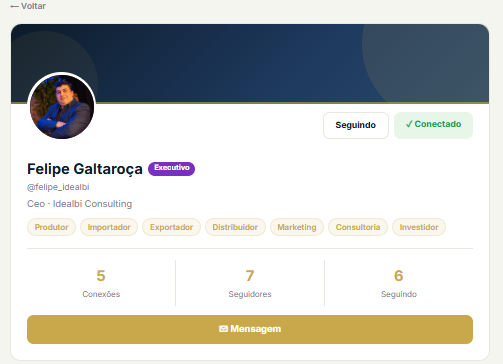 ← Voltar
Seguindo
✓ Conectado
Felipe Galtaroça Executivo
@felipe_idealbi
Ceo · Idealbi Consulting
Produtor Importador Exportador Distribuidor Marketing Consultoria Investidor
5 7 6
Conexões Seguidores Seguindo
✉ Mensagem